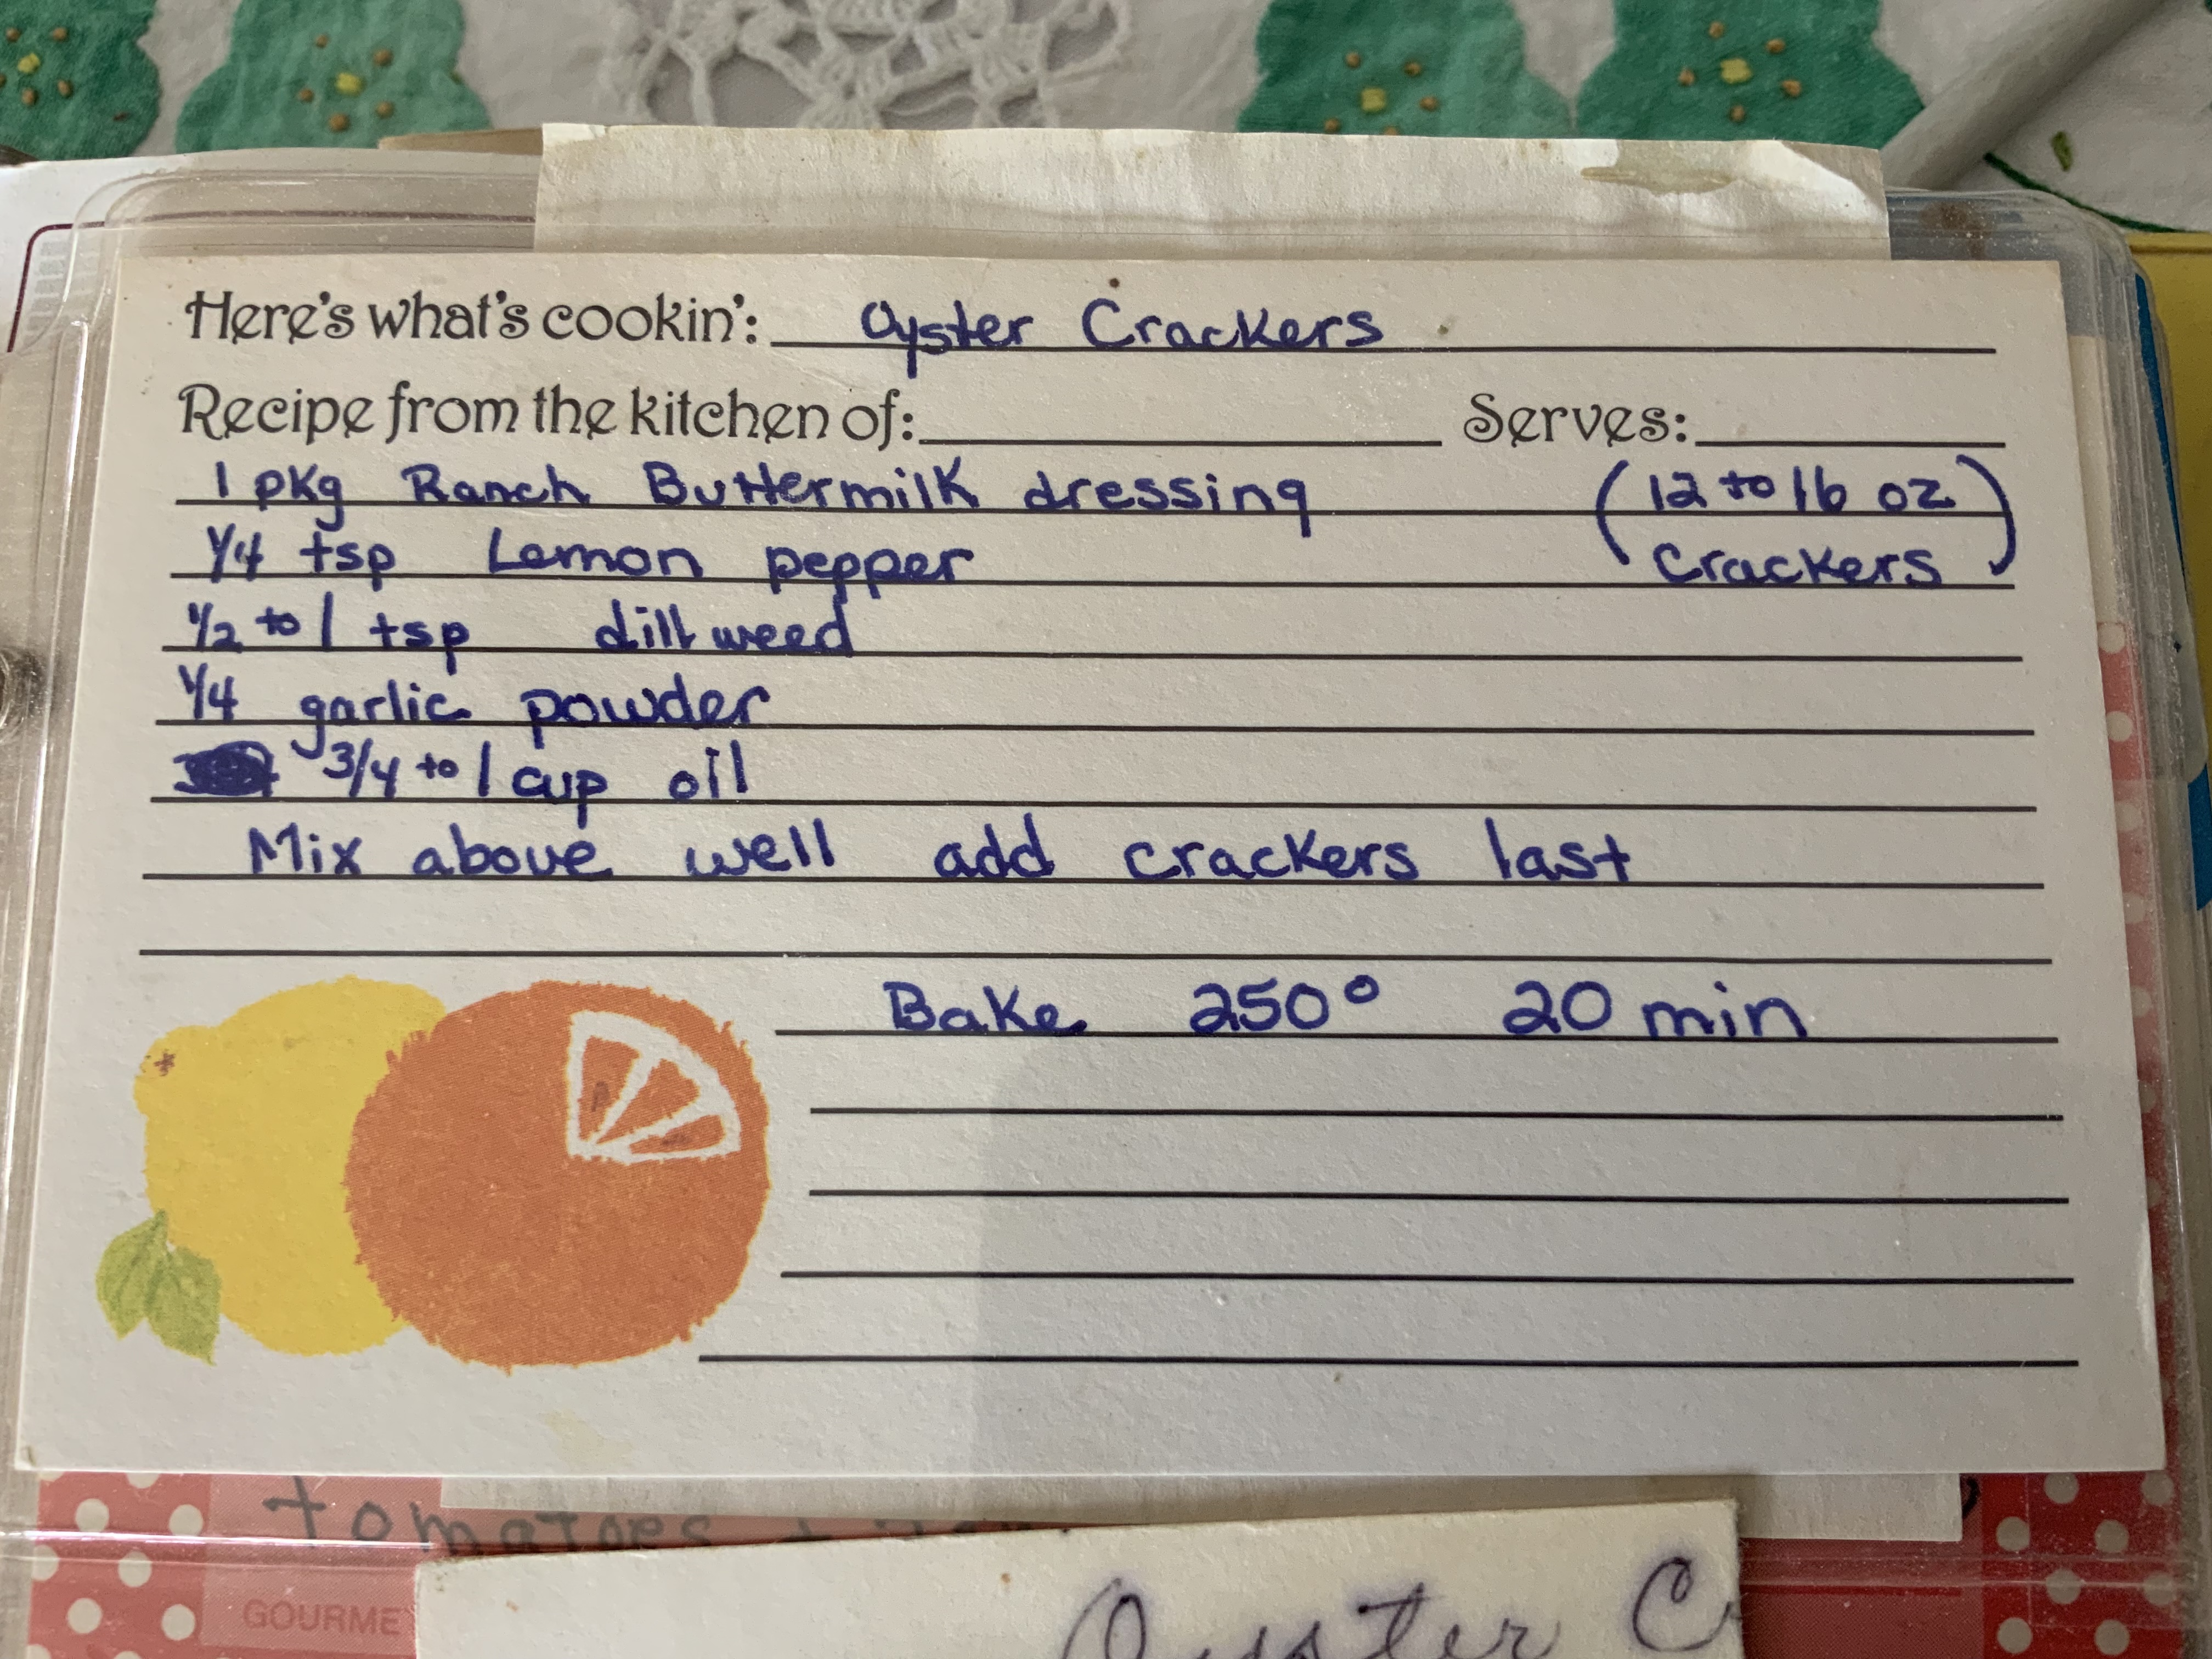 Here's what's cookin': Oyster Crackers
Recipe from the kitchen of: Serves:
1 pkg Ranch Buttermilk dressing (12 to 16 oz
1/4 tsp Lemon pepper Crackers)
1/2 to 1 tsp dill weed
1/4 garlic powder
3/4 to 1 cup oil
Mix above well add crackers last
Bake 250° 20 min
tomatoes
GOURME
Oyster C